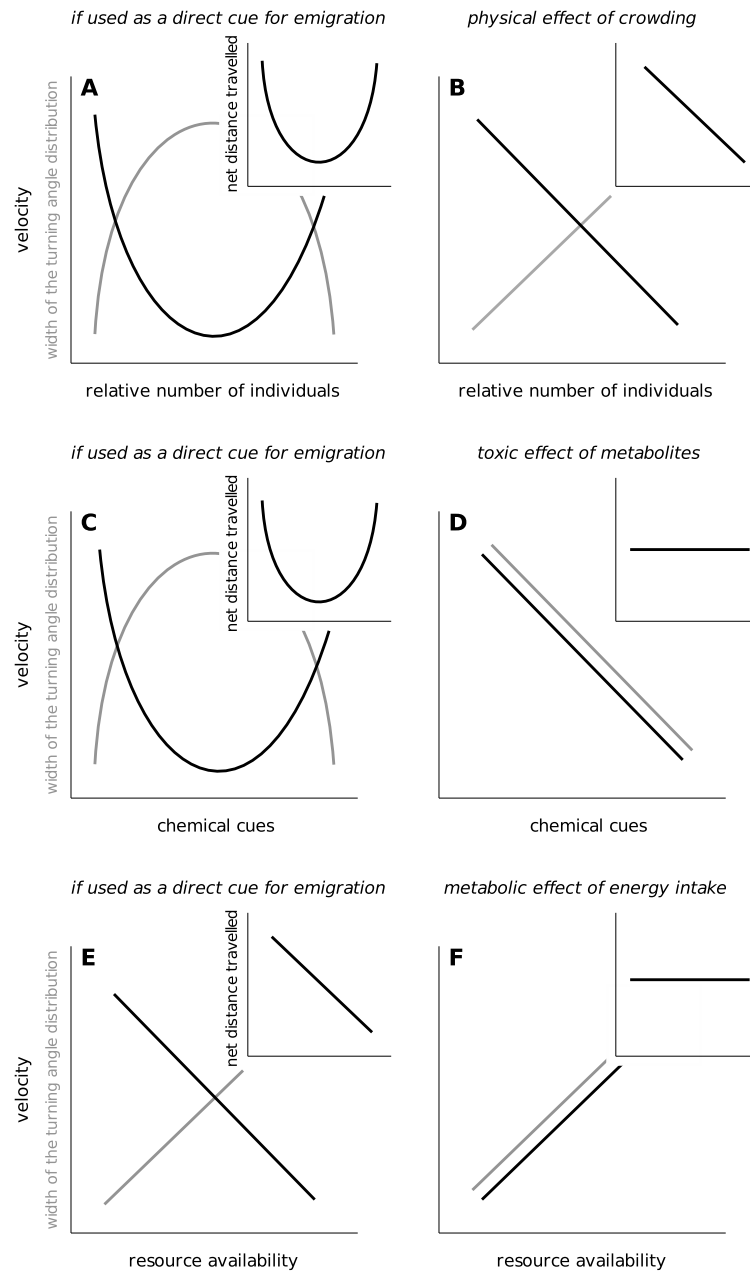 if used as a direct cue for emigration
physical effect of crowding
A
net distance travelled
velocity
width of the turning angle distribution
relative number of individuals
B
relative number of individuals
if used as a direct cue for emigration
toxic effect of metabolites
C
net distance travelled
velocity
width of the turning angle distribution
chemical cues
D
chemical cues
if used as a direct cue for emigration
metabolic effect of energy intake
E
net distance travelled
velocity
width of the turning angle distribution
resource availability
F
resource availability